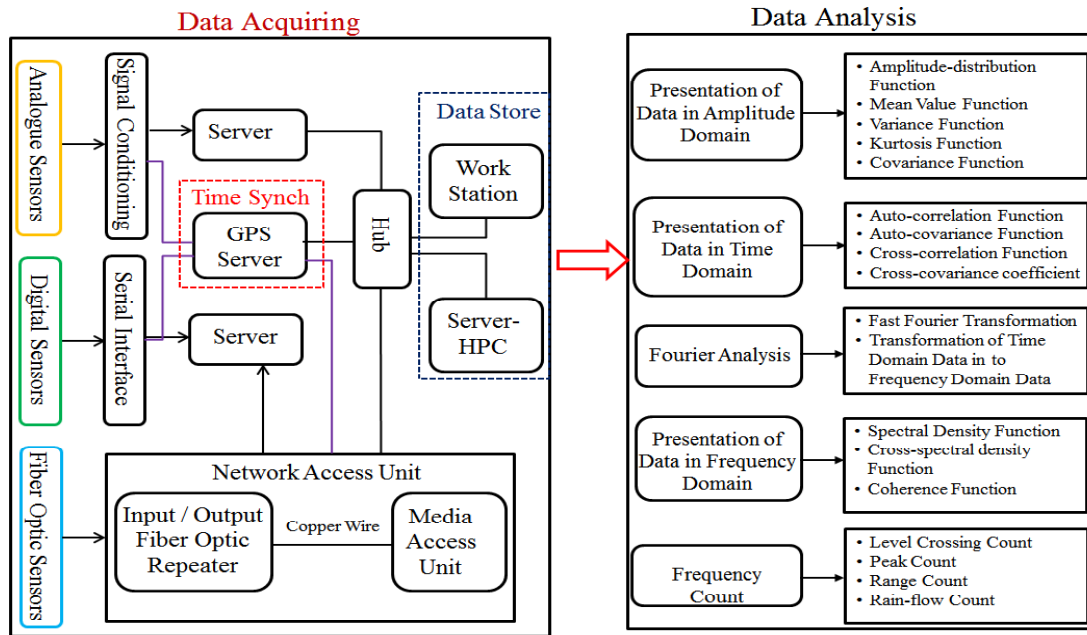 Data Acquiring
Analogue Sensors
Signal Conditioning
Server
Time Synch
GPS
Server
Hub
Data Store
Work
Station
Server-
HPC
Digital Sensors
Serial Interface
Server
Fiber Optic Sensors
Network Access Unit
Input / Output
Fiber Optic
Repeater
Copper Wire
Media
Access
Unit
Data Analysis
Presentation of
Data in Amplitude
Domain
• Amplitude-distribution
Function
• Mean Value Function
• Variance Function
• Kurtosis Function
• Covariance Function
Presentation of
Data in Time
Domain
• Auto-correlation Function
• Auto-covariance Function
• Cross-correlation Function
• Cross-covariance coefficient
Fourier Analysis
• Fast Fourier Transformation
• Transformation of Time
Domain Data in to
Frequency Domain Data
Presentation of
Data in Frequency
Domain
• Spectral Density Function
• Cross-spectral density
Function
• Coherence Function
Frequency
Count
• Level Crossing Count
• Peak Count
• Range Count
• Rain-flow Count